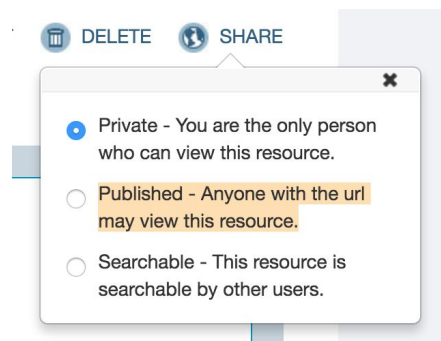 DELETE SHARE
Private - You are the only person
who can view this resource.
Published - Anyone with the url
may view this resource.
Searchable - This resource is
searchable by other users.